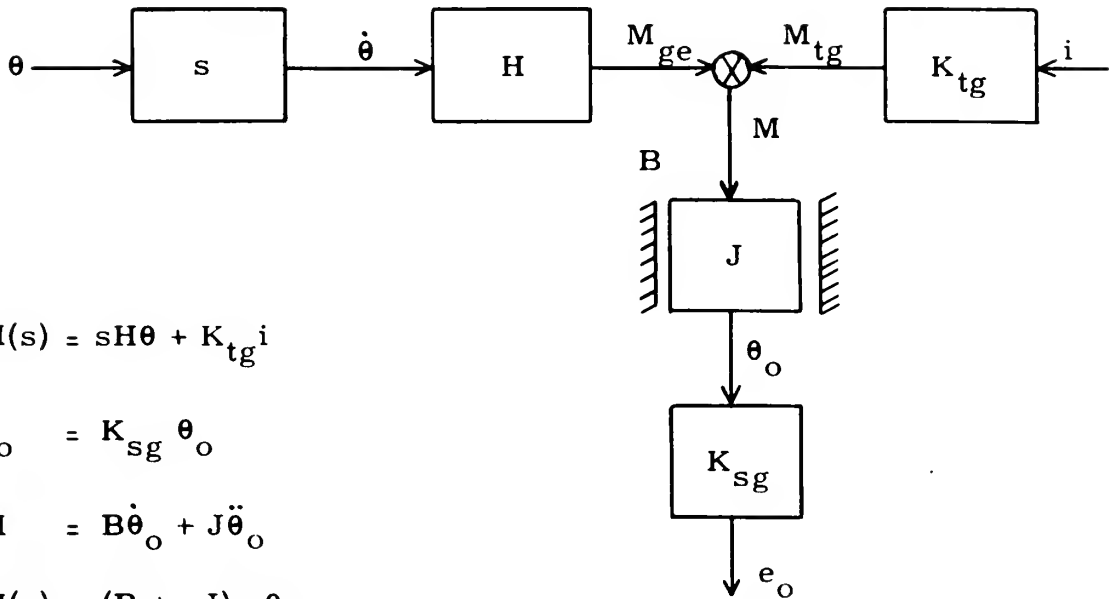 θ s θ̇ H M_ge M_tg K_tg i
M
B
J
(s) = sHθ + K_tg i
θ_o
o = K_sg θ_o
K_sg
= Bθ̇_o + Jθ̈_o
e_o